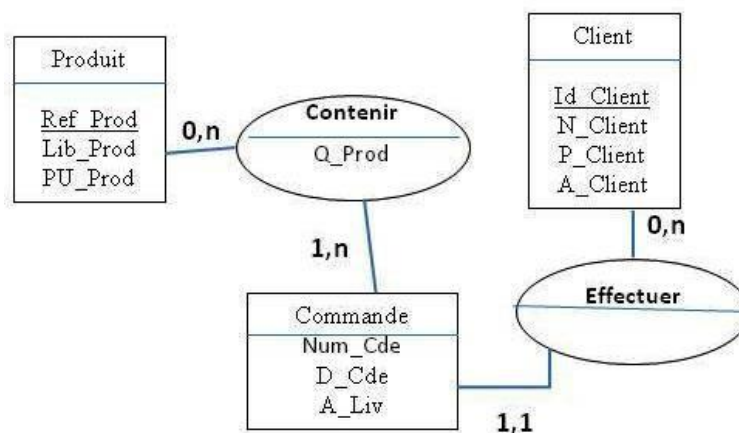 Produit
Ref_Prod
Lib_Prod
PU_Prod
0,n
Contenir
Q_Prod
Client
Id_Client
N_Client
P_Client
A_Client
0,n
1,n
Effectuer
Commande
Num_Cde
D_Cde
A_Liv
1,1